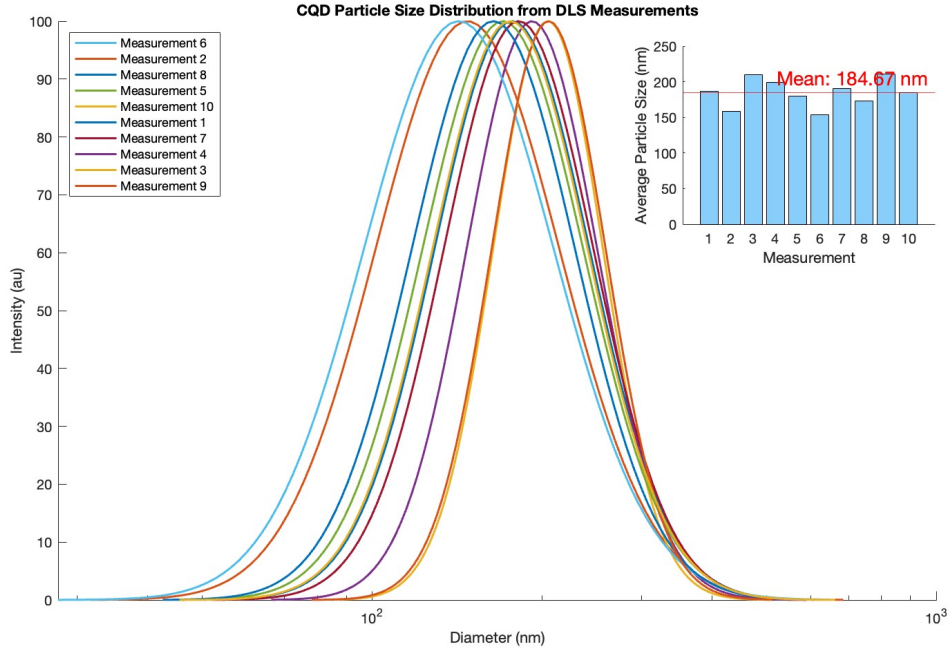 CQD Particle Size Distribution from DLS Measurements
100
90
80
70
60
50
40
30
20
10
0
Intensity (au)
Measurement 6
Measurement 2
Measurement 8
Measurement 5
Measurement 10
Measurement 1
Measurement 7
Measurement 4
Measurement 3
Measurement 9
10²
10³
Diameter (nm)
250
200
150
100
50
0
Average Particle Size (nm)
Mean: 184.67 nm
1 2 3 4 5 6 7 8 9 10
Measurement